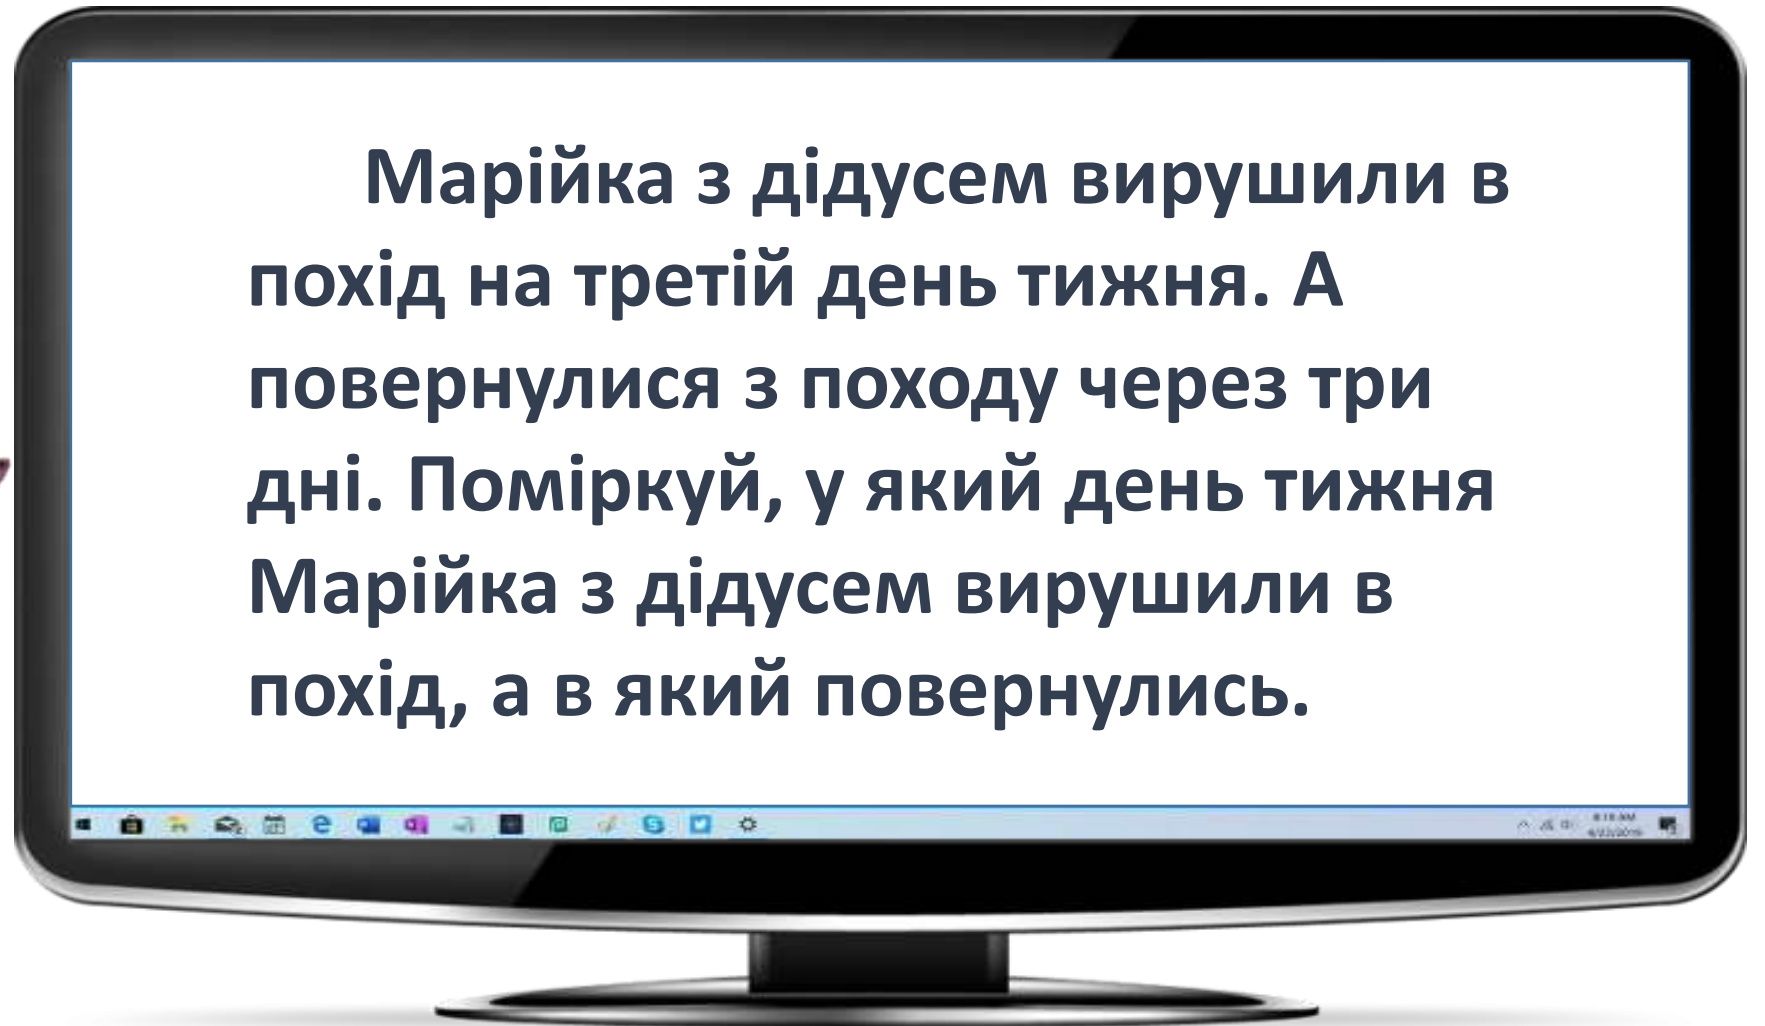 Марійка з дідусем вирушили в
похід на третій день тижня. А
повернулися з походу через три
дні. Поміркуй, у який день тижня
Марійка з дідусем вирушили в
похід, а в який повернулись.